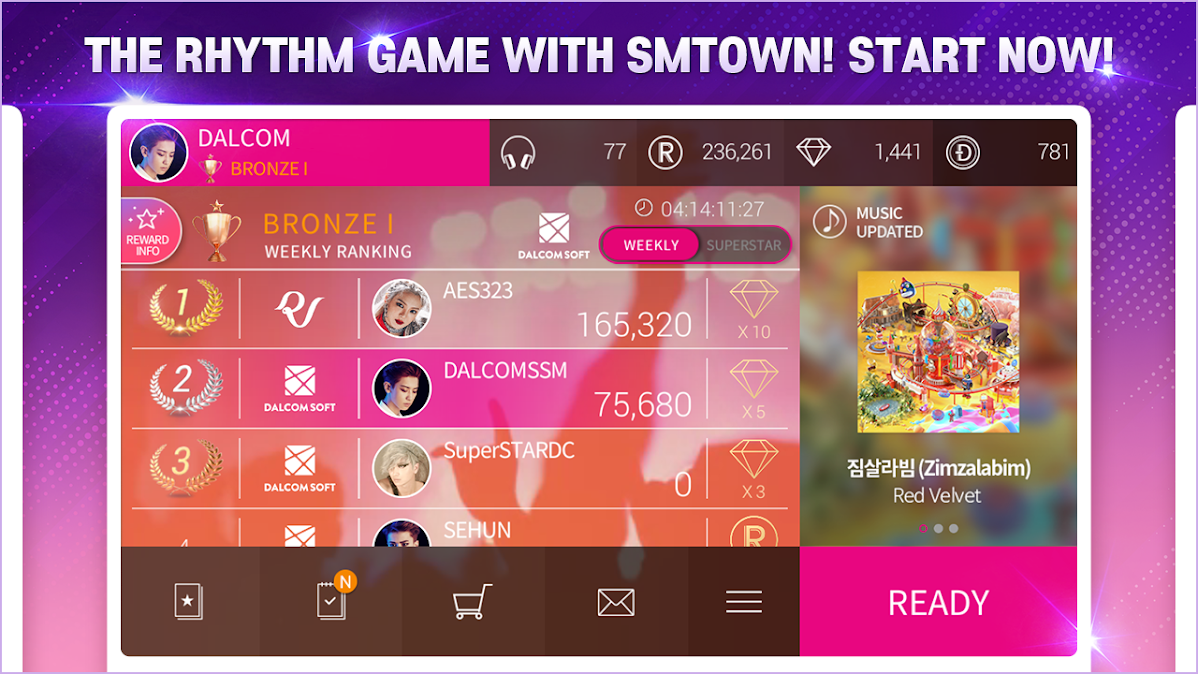 THE RHYTHM GAME WITH SMTOWN! START NOW!
DALCOM
BRONZE I
77
R
236,261
1,441
D
781
REWARD
INFO
BRONZE I
WEEKLY RANKING
DALCOM SOFT
04:14:11:27
WEEKLY
SUPERSTAR
1
RV
AES323
165,320
X 10
2
DALCOM SOFT
DALCOMSSM
75,680
X 5
3
DALCOM SOFT
SuperSTARDC
0
X 3
4
SEHUN
R
MUSIC
UPDATED
짐살라빔 (Zimzalabim)
Red Velvet
N
READY